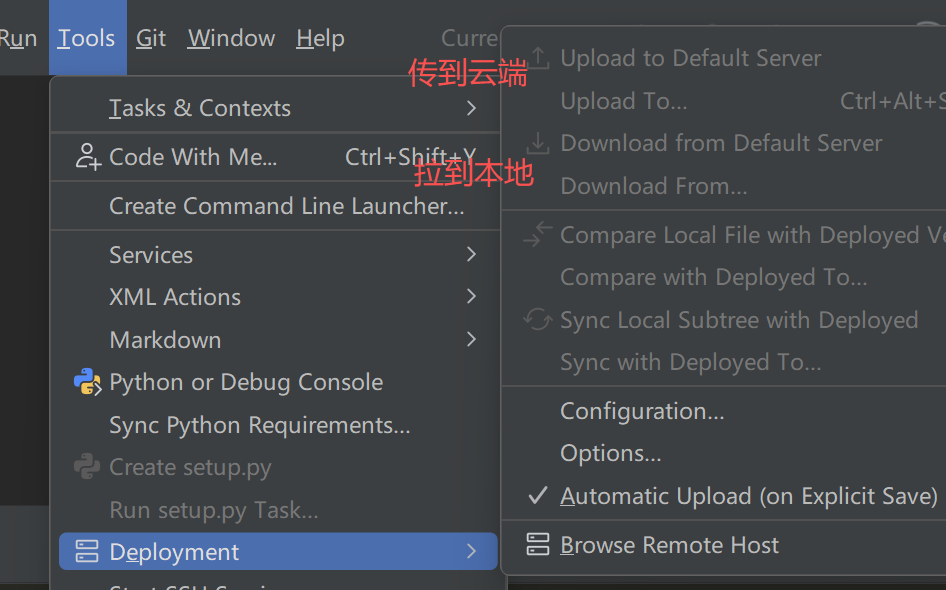 Run Tools Git Window Help Curre
Tasks & Contexts
Code With Me... Ctrl+Shift+Y
Create Command Line Launcher...
Services
XML Actions
Markdown
Python or Debug Console
Sync Python Requirements...
Create setup.py
Run setup.py Task...
Deployment
传到云端
拉到本地
Upload to Default Server
Upload To... Ctrl+Alt+S
Download from Default Server
Download From...
Compare Local File with Deployed Ve
Compare with Deployed To...
Sync Local Subtree with Deployed
Sync with Deployed To...
Configuration...
Options...
Automatic Upload (on Explicit Save)
Browse Remote Host